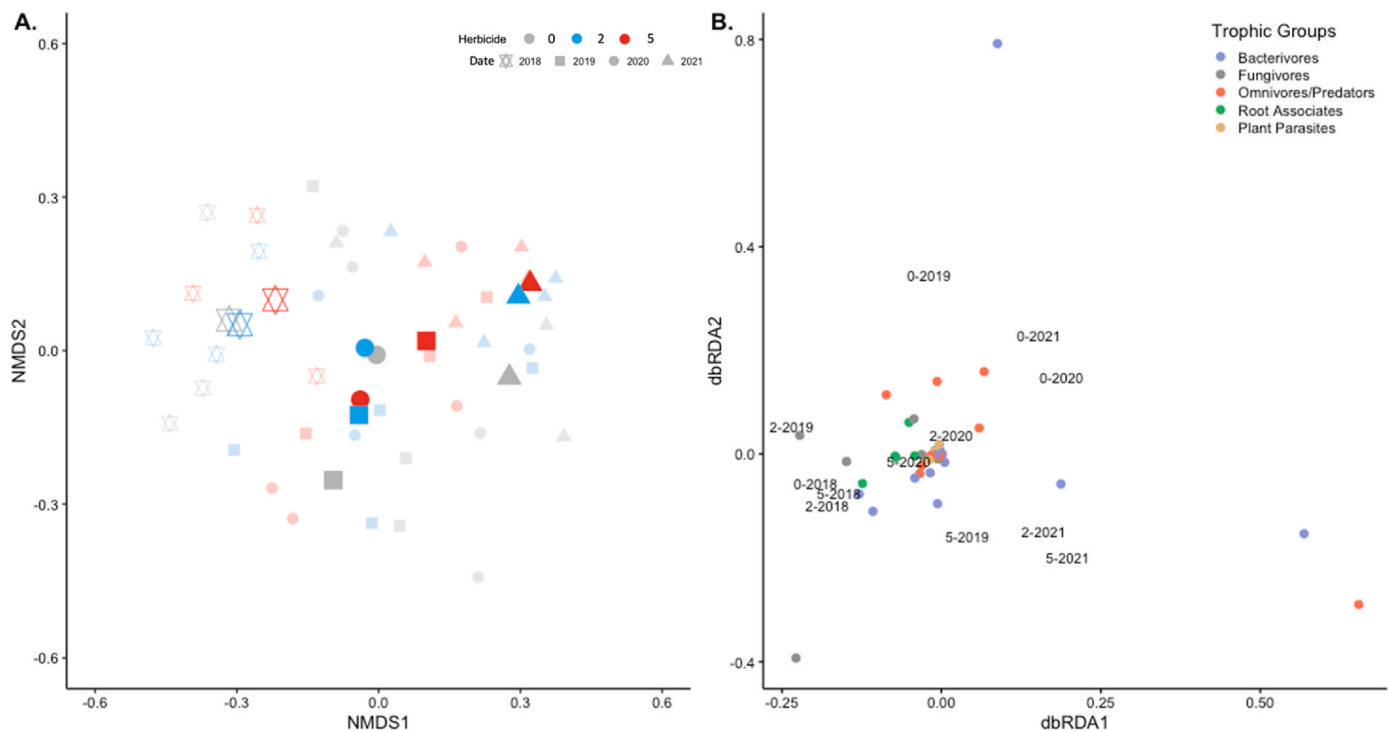 A.
Herbicide 0 2 5
Date 2018 2019 2020 2021
0.6
0.3
0.0
-0.3
-0.6
NMDS2
-0.6 -0.3 0.0 0.3 0.6
NMDS1
B.
Trophic Groups
Bacterivores
Fungivores
Omnivores/Predators
Root Associates
Plant Parasites
0.8
0.4
0.0
-0.4
dbRDA2
0-2019
0-2021
0-2020
2-2019
2-2020
5-2020
0-2018
5-2018
2-2018
5-2019
2-2021
5-2021
-0.25 0.00 0.25 0.50
dbRDA1